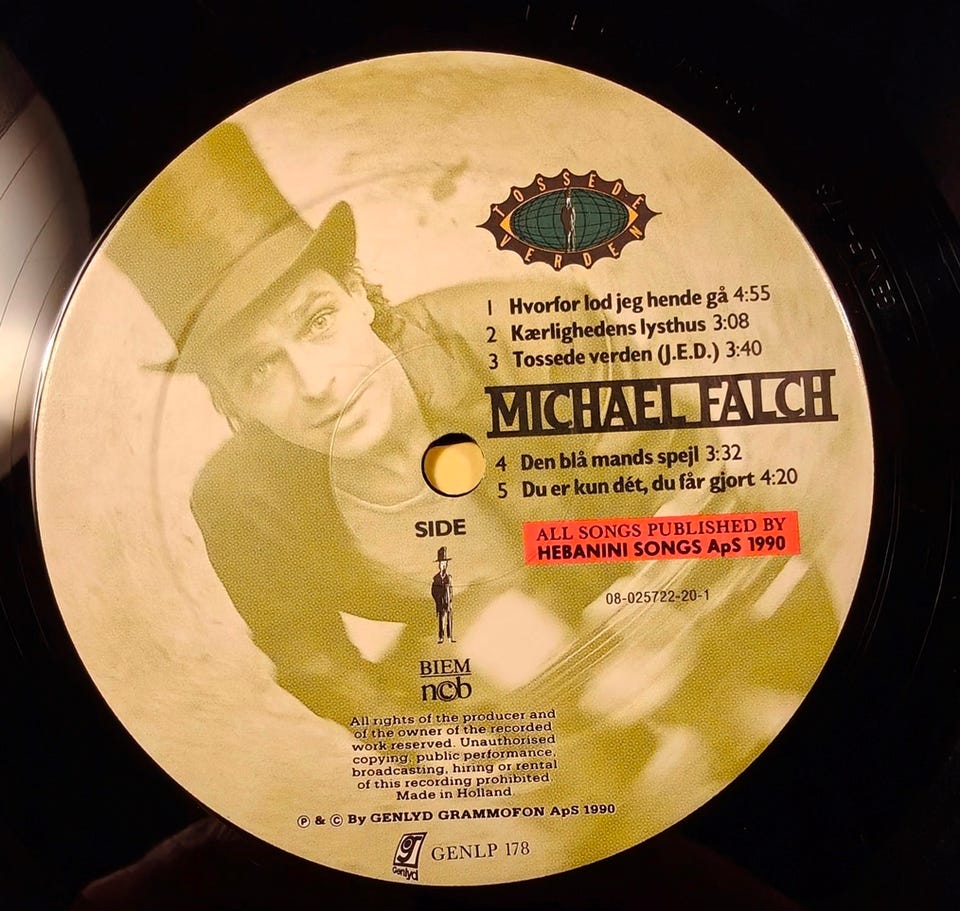 TOSSEDE
VERDEN
1 Hvorfor lod jeg hende gå 4:55
2 Kærlighedens lysthus 3:08
3 Tossede verden (J.E.D.) 3:40
MICHAEL FALCH
4 Den blå mands spejl 3:32
5 Du er kun dét, du får gjort 4:20
SIDE
ALL SONGS PUBLISHED BY
HEBANINI SONGS ApS 1990
08-025722-20-1
BIEM
ncb
All rights of the producer and
of the owner of the recorded
work reserved. Unauthorised
copying, public performance,
broadcasting, hiring or rental
of this recording prohibited.
Made in Holland.
Ⓟ & © By GENLYD GRAMMOFON ApS 1990
Genlyd
GENLP 178